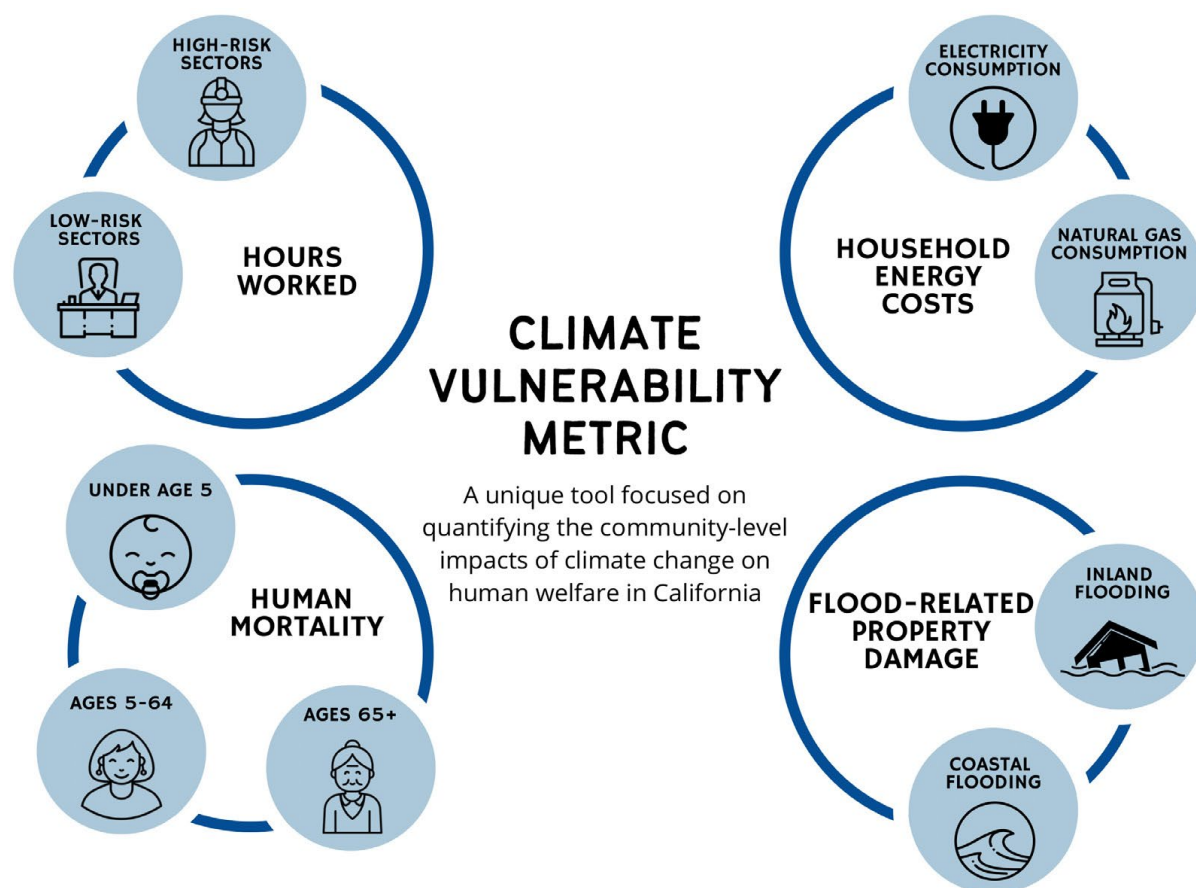 HIGH-RISK
SECTORS
LOW-RISK
SECTORS
HOURS
WORKED
ELECTRICITY
CONSUMPTION
NATURAL GAS
CONSUMPTION
HOUSEHOLD
ENERGY
COSTS
CLIMATE
VULNERABILITY
METRIC
A unique tool focused on
quantifying the community-level
impacts of climate change on
human welfare in California
UNDER AGE 5
HUMAN
MORTALITY
AGES 5-64
AGES 65+
INLAND
FLOODING
FLOOD-RELATED
PROPERTY
DAMAGE
COASTAL
FLOODING